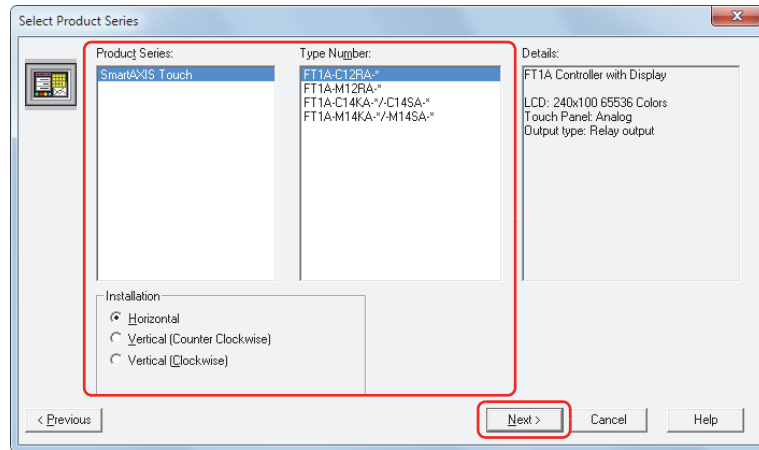 Select Product Series
Product Series:
SmartAXIS Touch
Type Number:
FT1A-C12RA-*
FT1A-M12RA-*
FT1A-C14KA-*/-C14SA-*
FT1A-M14KA-*/-M14SA-*
Details:
FT1A Controller with Display
LCD: 240x100 65536 Colors
Touch Panel: Analog
Output type: Relay output
Installation
Horizontal
Vertical (Counter Clockwise)
Vertical (Clockwise)
< Previous
Next >
Cancel
Help